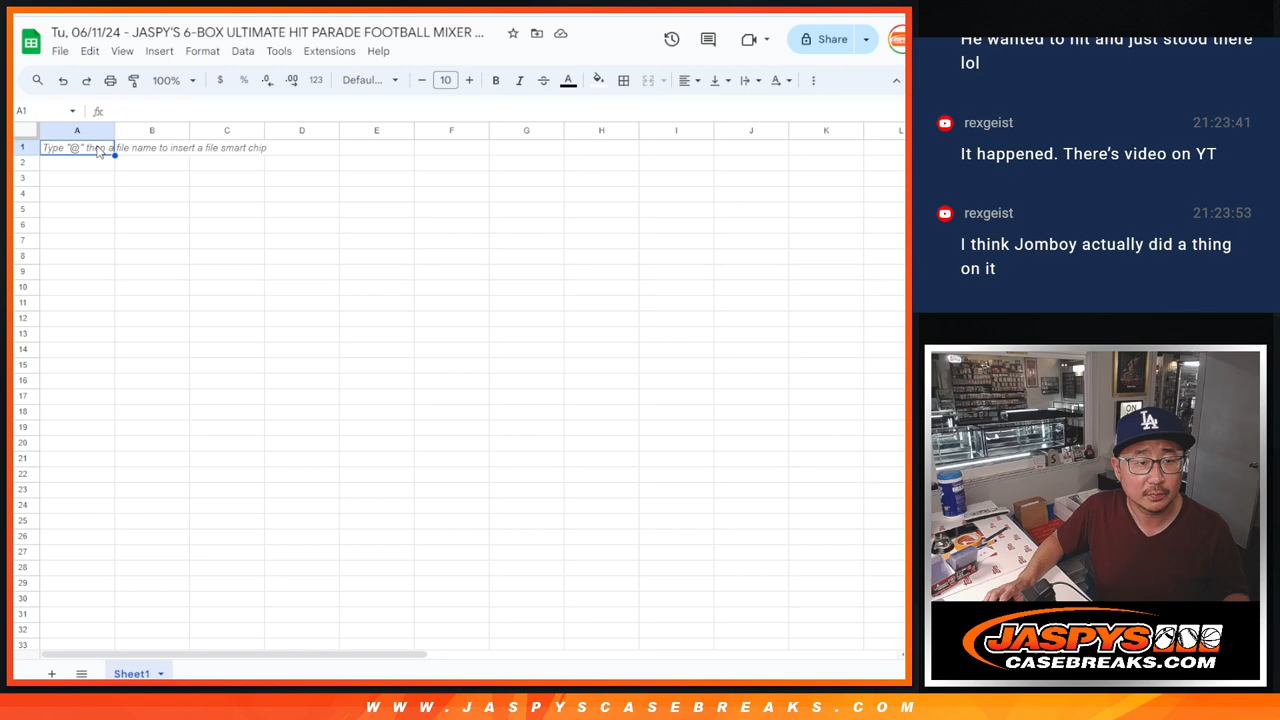 Tu, 06/11/24 - JASPY'S 6-BOX ULTIMATE HIT PARADE FOOTBALL MIXER ...
File Edit View Insert Format Data Tools Extensions Help
Share
100% $ % .0 .00 123 Defaul... 10 B I A
A1 fx
A B C D E F G H I J K L
1 Type "@" then a file name to insert a file smart chip
2
3
4
5
6
7
8
9
10
11
12
13
14
15
16
17
18
19
20
21
22
23
24
25
26
27
28
29
30
31
32
33
Sheet1
He wanted to hit and just stood there
lol
rexgeist 21:23:41
It happened. There's video on YT
rexgeist 21:23:53
I think Jomboy actually did a thing
on it
ON
LA
JASPYS
CASEBREAKS.COM
WWW.JASPYSCASEBREAKS.COM